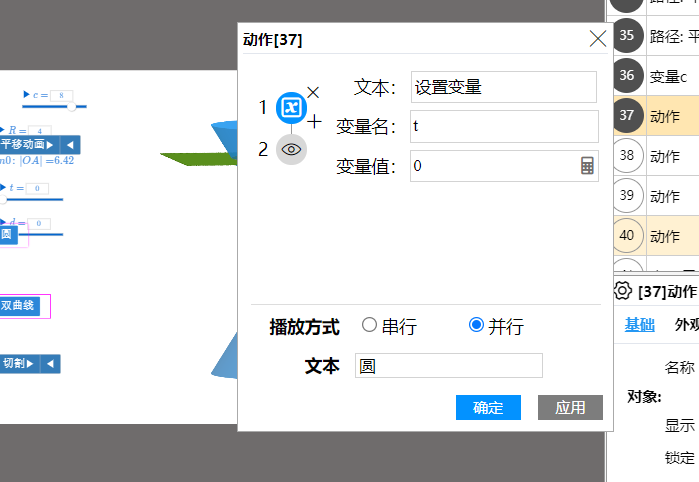 动作[37]
1
2
文本: 设置变量
变量名: t
变量值: 0
播放方式 串行 并行
文本 圆
确定 应用
c = 8
R = 4
平移动画
|OA| =6.42
t = 0
d = 0
圆
双曲线
切割
35 路径: 平
36 变量c
37 动作
38 动作
39 动作
40 动作
[37]动作
基础 外观
名称
对象:
显示
锁定